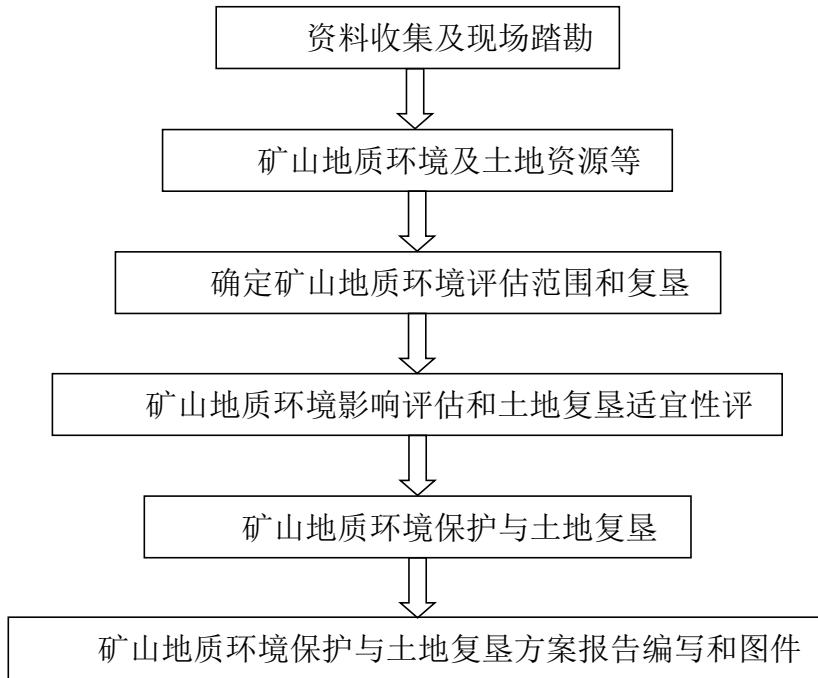 资料收集及现场踏勘
矿山地质环境及土地资源等
确定矿山地质环境评估范围和复垦
矿山地质环境影响评估和土地复垦适宜性评
矿山地质环境保护与土地复垦
矿山地质环境保护与土地复垦方案报告编写和图件